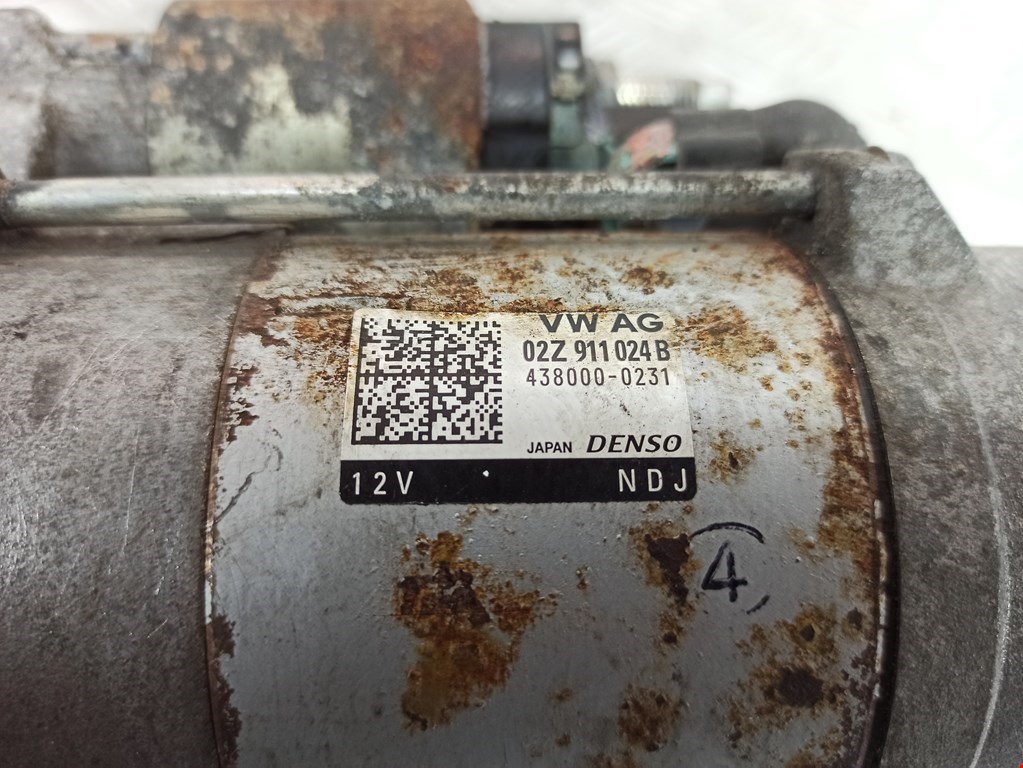 VW AG
02Z 911 024 B
438000-0231
JAPAN DENSO
12V NDJ
4